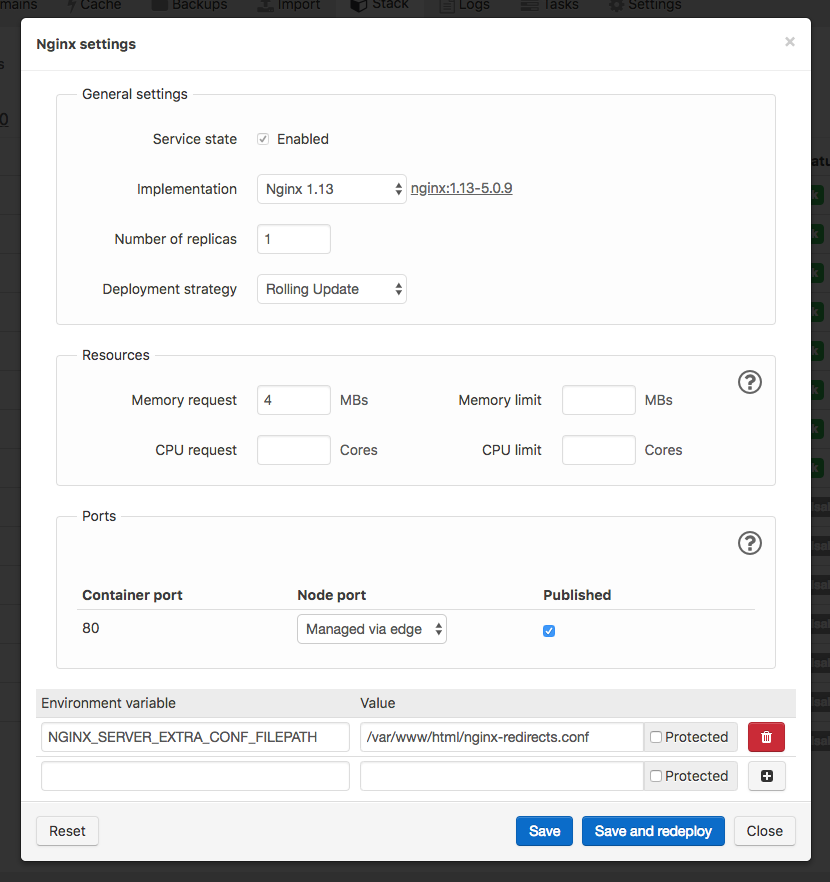 mains Cache Backups Import Stack Logs Tasks Settings
Nginx settings ×
General settings
Service state Enabled
Implementation Nginx 1.13 nginx:1.13-5.0.9
Number of replicas 1
Deployment strategy Rolling Update
Resources
?
Memory request 4 MBs Memory limit MBs
CPU request Cores CPU limit Cores
Ports
?
Container port Node port Published
80 Managed via edge
Environment variable Value
NGINX_SERVER_EXTRA_CONF_FILEPATH /var/www/html/nginx-redirects.conf Protected
Protected
Reset Save Save and redeploy Close